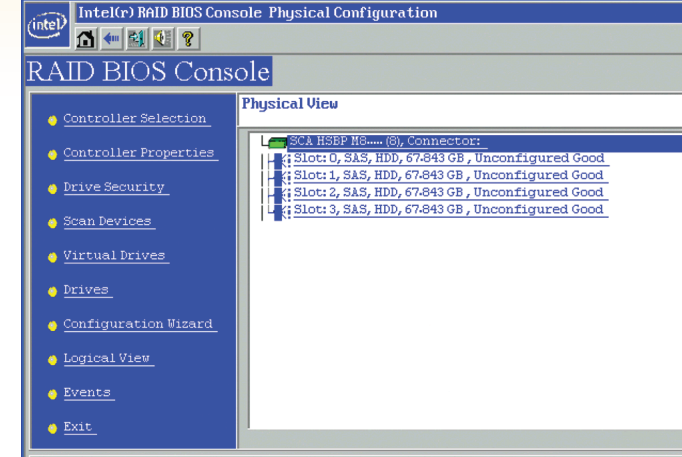 Intel(r) RAID BIOS Console Physical Configuration
intel
?
RAID BIOS Console
Physical View
Controller Selection
Controller Properties
Drive Security
Scan Devices
Virtual Drives
Drives
Configuration Wizard
Logical View
Events
Exit
SCA HSBP M8..... (8), Connector:
Slot: 0, SAS, HDD, 67.843 GB , Unconfigured Good
Slot: 1, SAS, HDD, 67.843 GB , Unconfigured Good
Slot: 2, SAS, HDD, 67.843 GB , Unconfigured Good
Slot: 3, SAS, HDD, 67.843 GB , Unconfigured Good